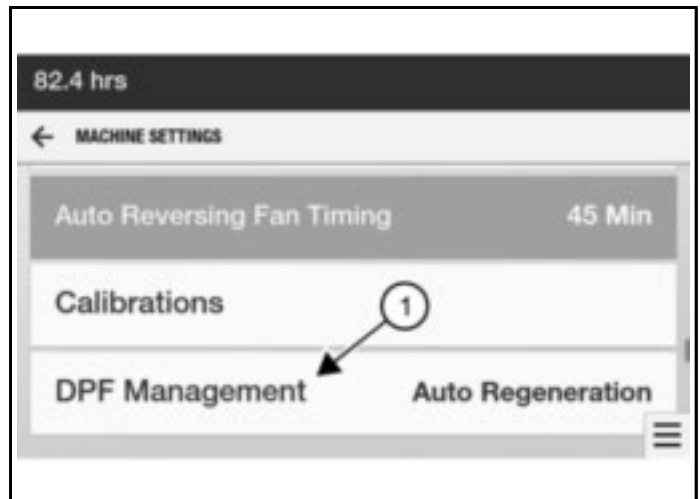 82.4 hrs
← MACHINE SETTINGS
Auto Reversing Fan Timing 45 Min
Calibrations
1
DPF Management Auto Regeneration